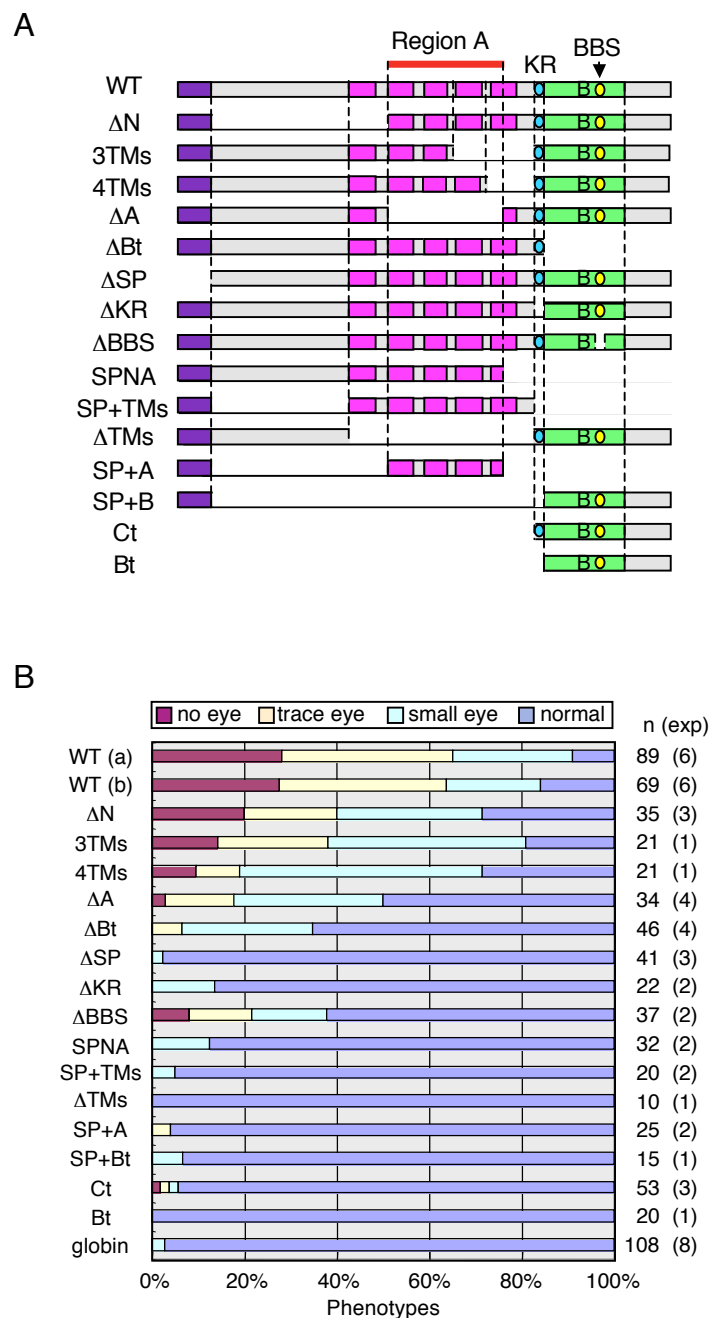 A
Region A
KR
BBS
WT B
ΔN B
3TMs B
4TMs B
ΔA B
ΔBt
ΔSP B
ΔKR B
ΔBBS B
SPNA
SP+TMs
ΔTMs B
SP+A
SP+B B
Ct B
Bt B
B
no eye trace eye small eye normal n (exp)
WT (a) 89 (6)
WT (b) 69 (6)
ΔN 35 (3)
3TMs 21 (1)
4TMs 21 (1)
ΔA 34 (4)
ΔBt 46 (4)
ΔSP 41 (3)
ΔKR 22 (2)
ΔBBS 37 (2)
SPNA 32 (2)
SP+TMs 20 (2)
ΔTMs 10 (1)
SP+A 25 (2)
SP+Bt 15 (1)
Ct 53 (3)
Bt 20 (1)
globin 108 (8)
0% 20% 40% 60% 80% 100%
Phenotypes